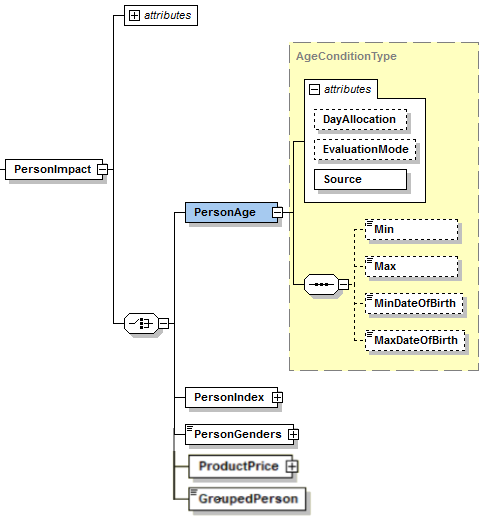 attributes
AgeConditionType
attributes
DayAllocation
EvaluationMode
Source
PersonImpact
PersonAge
Min
Max
MinDateOfBirth
MaxDateOfBirth
PersonIndex
PersonGenders
ProductPrice
GroupedPerson